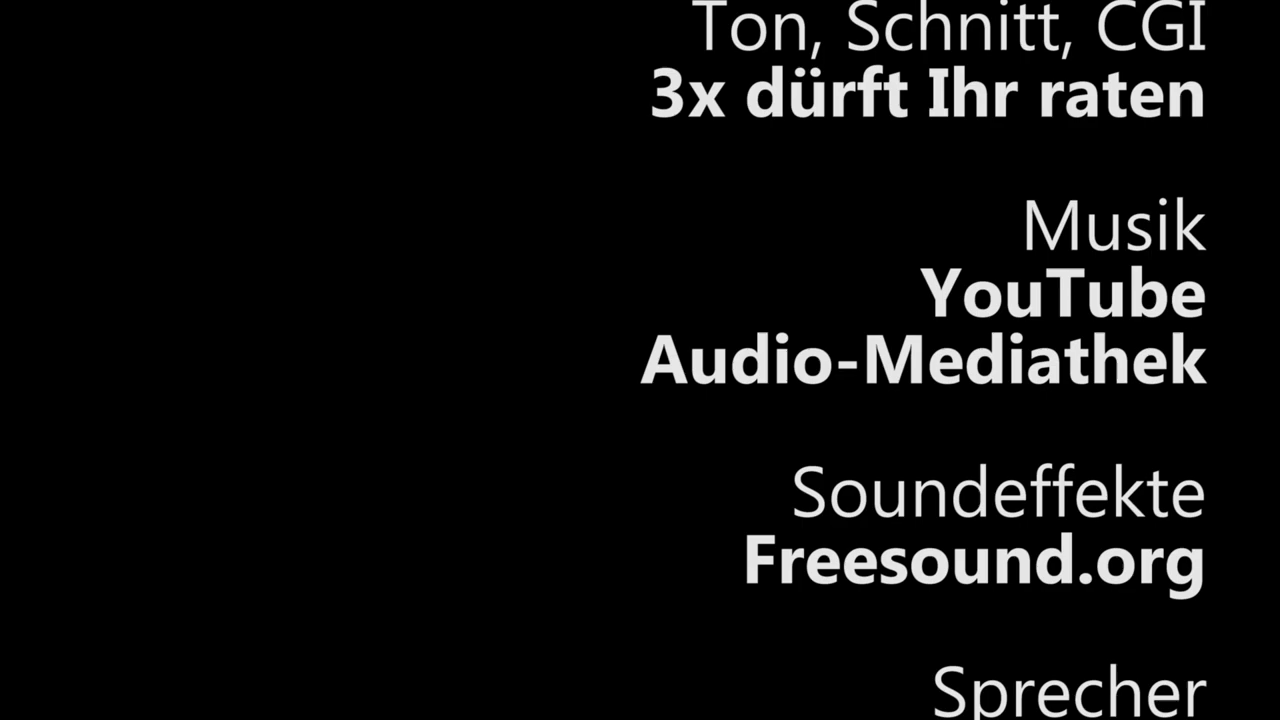 Ton, Schnitt, CGI
3x dürft Ihr raten
Musik
YouTube
Audio-Mediathek
Soundeffekte
Freesound.org
Sprecher